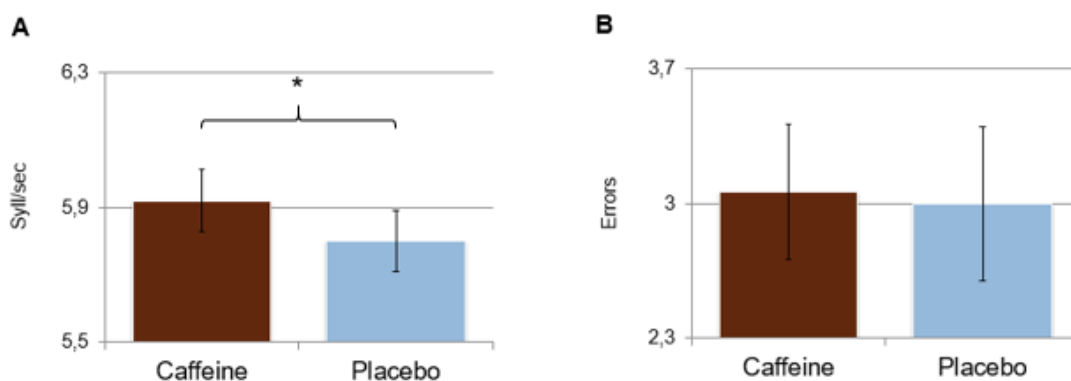 A
6,3
*
5,9
5,5
Syll/sec
Caffeine
Placebo
B
3,7
3
2,3
Errors
Caffeine
Placebo